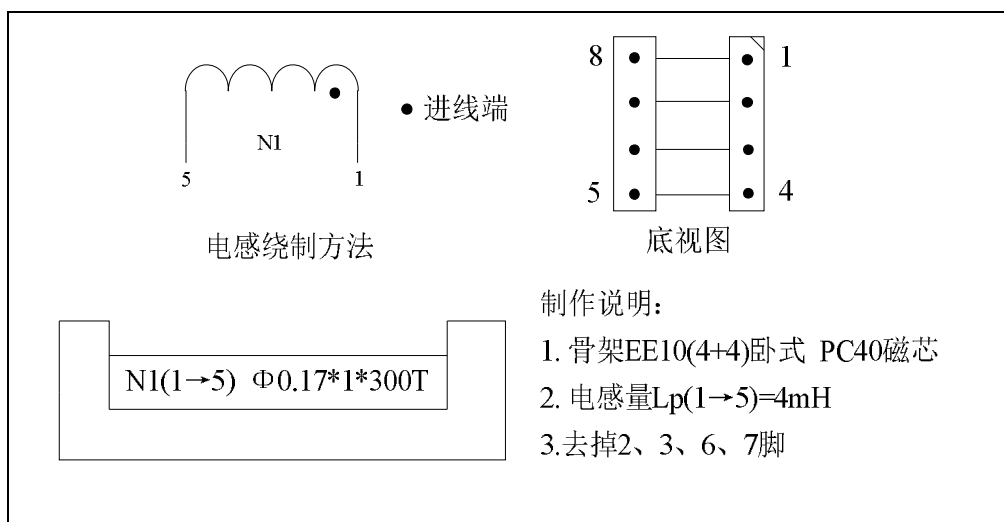 8
1
● 进线端
N1
5
1
5
4
电感绕制方法
底视图
制作说明:
N1(1→5) Φ0.17*1*300T
1. 骨架EE10(4+4)卧式 PC40磁芯
2. 电感量Lp(1→5)=4mH
3.去掉2、3、6、7脚